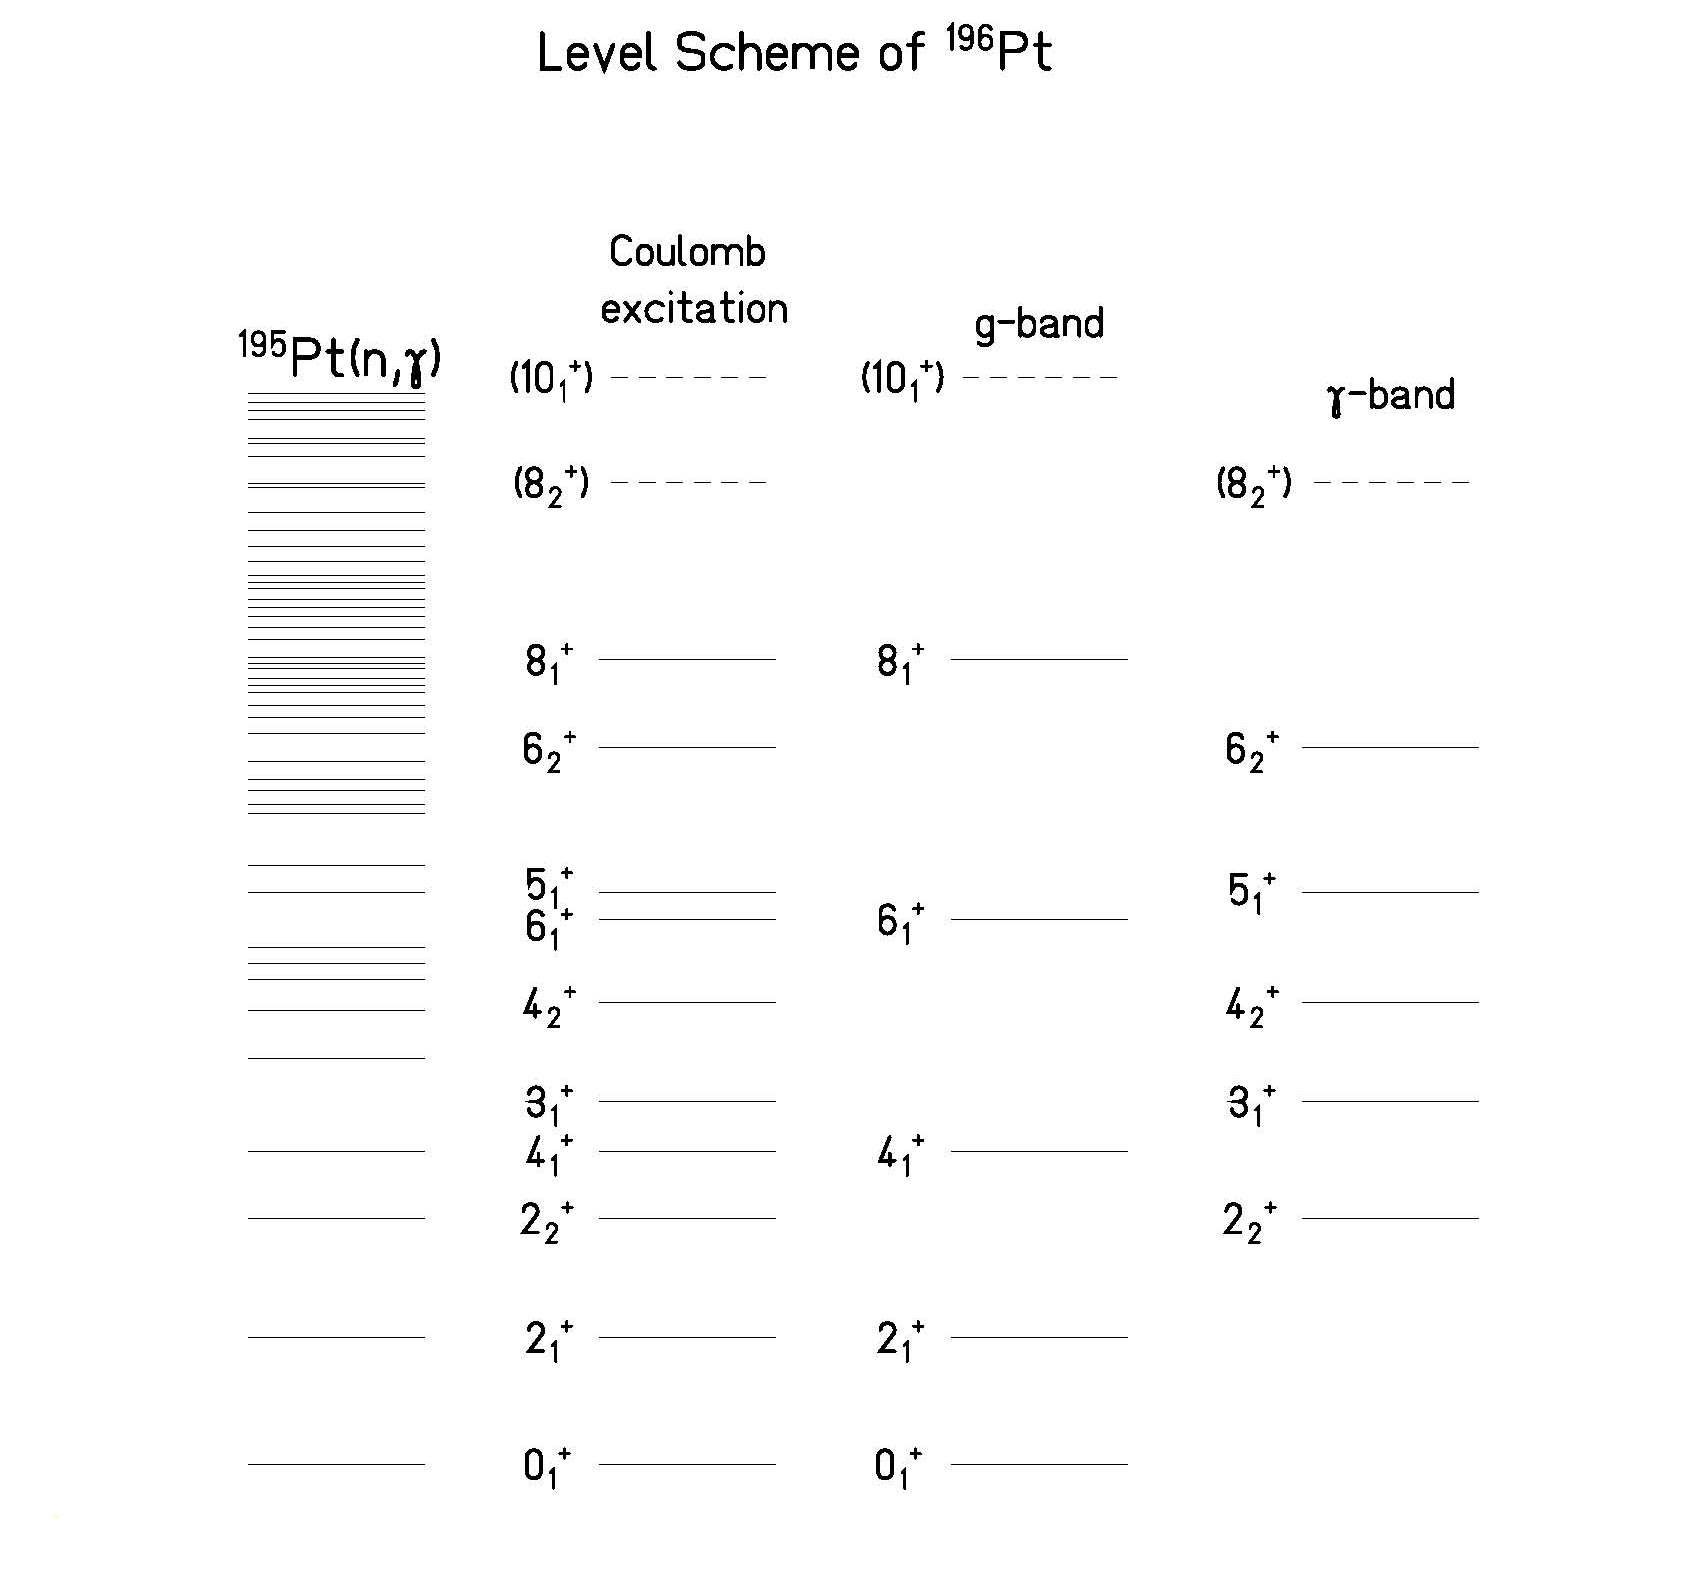 Level Scheme of ¹⁹⁶Pt
Coulomb
excitation
g-band
¹⁹⁵Pt(n,γ)
(10₁⁺) (10₁⁺)
γ-band
(8₂⁺) (8₂⁺)
8₁⁺ 8₁⁺
6₂⁺ 6₂⁺
5₁⁺ 5₁⁺
6₁⁺ 6₁⁺
4₂⁺ 4₂⁺
3₁⁺ 3₁⁺
4₁⁺ 4₁⁺
2₂⁺ 2₂⁺
2₁⁺ 2₁⁺
0₁⁺ 0₁⁺